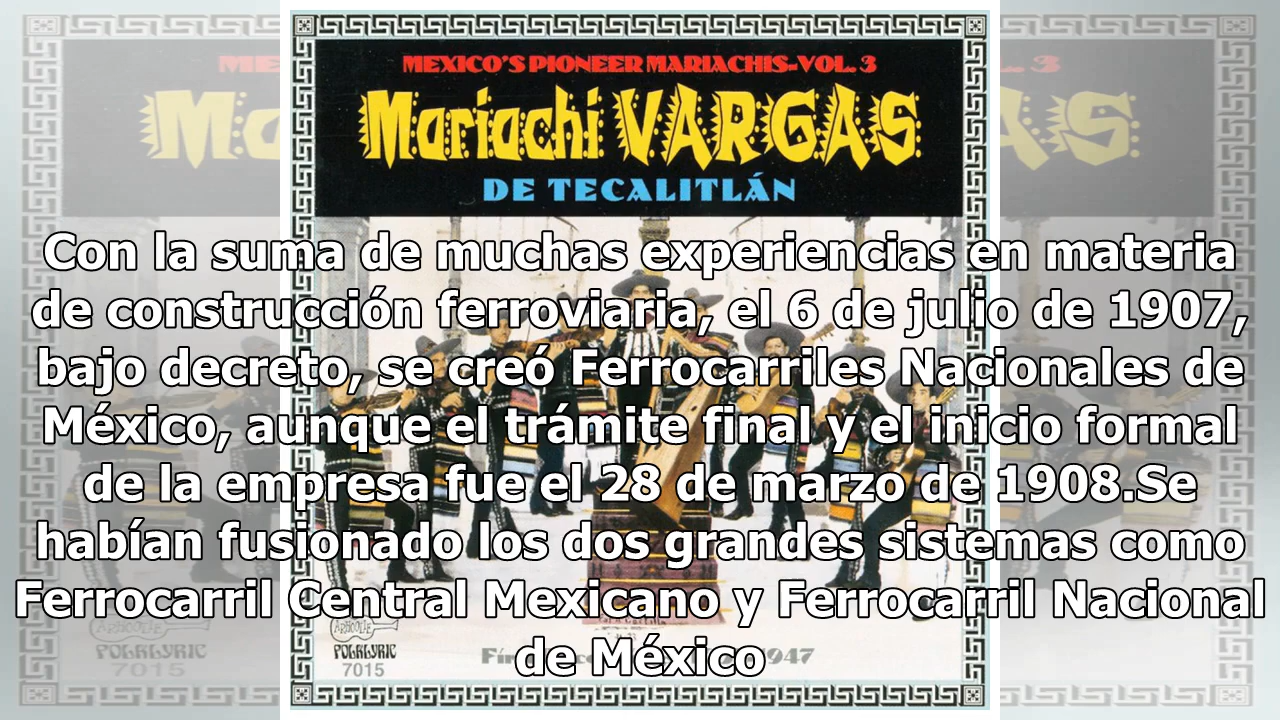 MEXICO'S PIONEER MARIACHIS-VOL. 3
Mariachi VARGAS
DE TECALITLÁN
Con la suma de muchas experiencias en materia
de construcción ferroviaria, el 6 de julio de 1907,
bajo decreto, se creó Ferrocarriles Nacionales de
México, aunque el trámite final y el inicio formal
de la empresa fue el 28 de marzo de 1908.Se
habían fusionado los dos grandes sistemas como
Ferrocarril Central Mexicano y Ferrocarril Nacional
de México
ARHOOLIE
FOLKLYRIC
7015